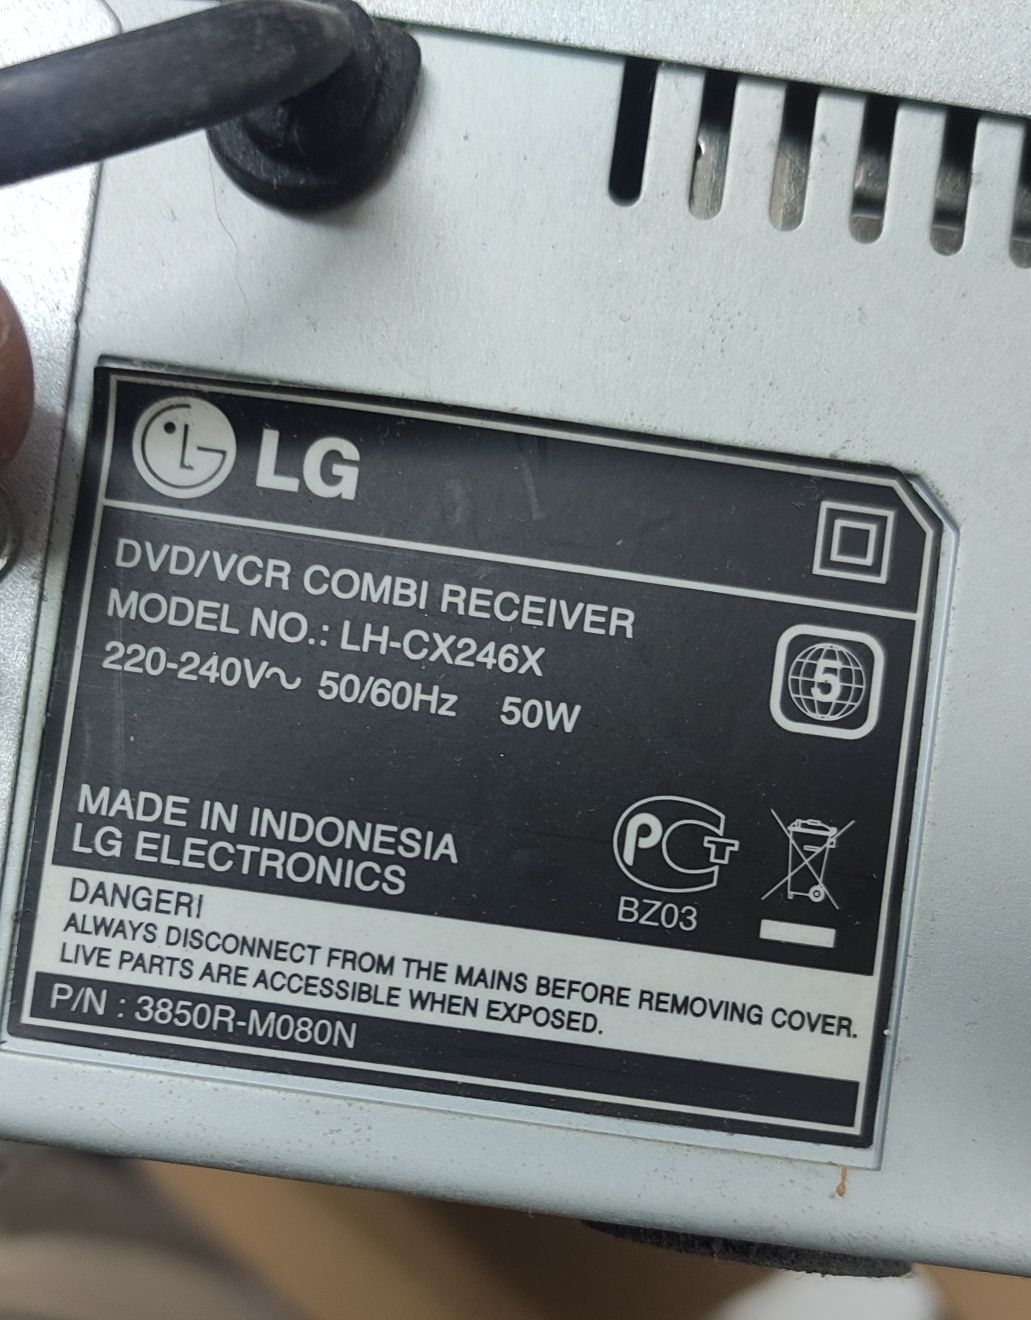 LG
DVD/VCR COMBI RECEIVER
MODEL NO.: LH-CX246X
220-240V~ 50/60Hz 50W
5
MADE IN INDONESIA
LG ELECTRONICS
PCT
BZ03
DANGER!
ALWAYS DISCONNECT FROM THE MAINS BEFORE REMOVING COVER.
LIVE PARTS ARE ACCESSIBLE WHEN EXPOSED.
P/N : 3850R-M080N